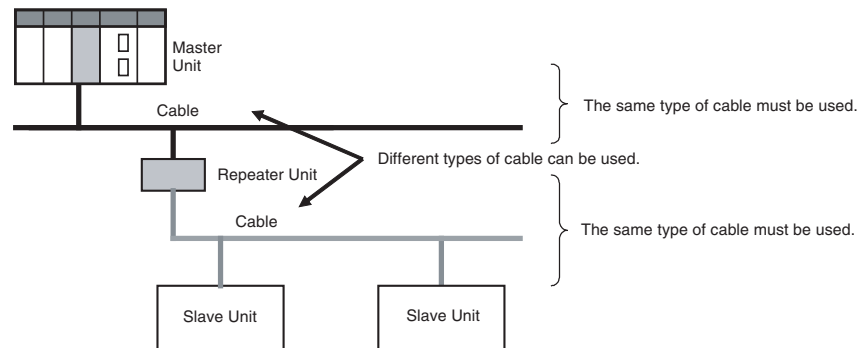 Master
Unit
Cable
The same type of cable must be used.
Different types of cable can be used.
Repeater Unit
Cable
The same type of cable must be used.
Slave Unit
Slave Unit